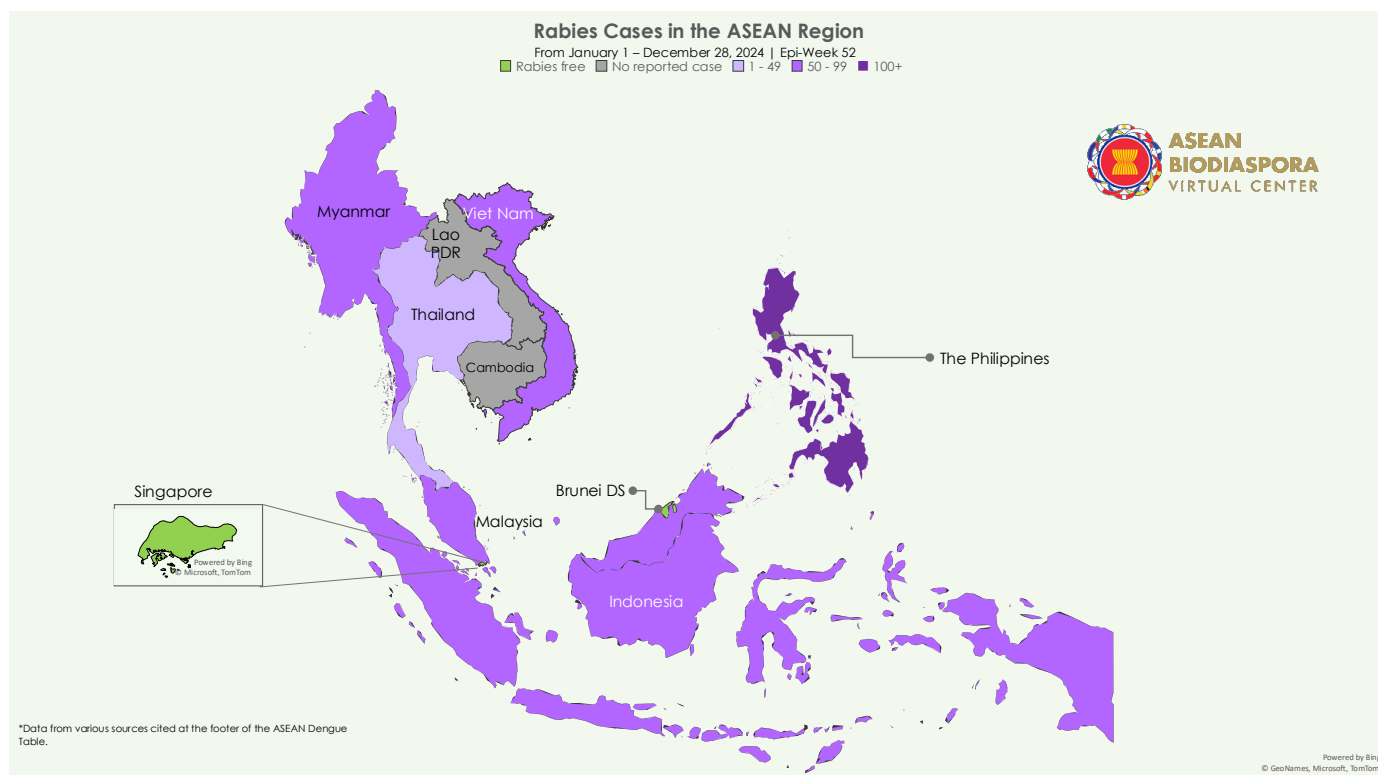 Rabies Cases in the ASEAN Region
From January 1 – December 28, 2024 | Epi-Week 52
Rabies free No reported case 1 - 49 50 - 99 100+
ASEAN
BIODIASPORA
VIRTUAL CENTER
Myanmar
Viet Nam
Lao
PDR
Thailand
Cambodia
The Philippines
Brunei DS
Singapore
Malaysia
Powered by Bing
© Microsoft, TomTom
Indonesia
*Data from various sources cited at the footer of the ASEAN Dengue
Table.
Powered by Bing
© GeoNames, Microsoft, TomTom